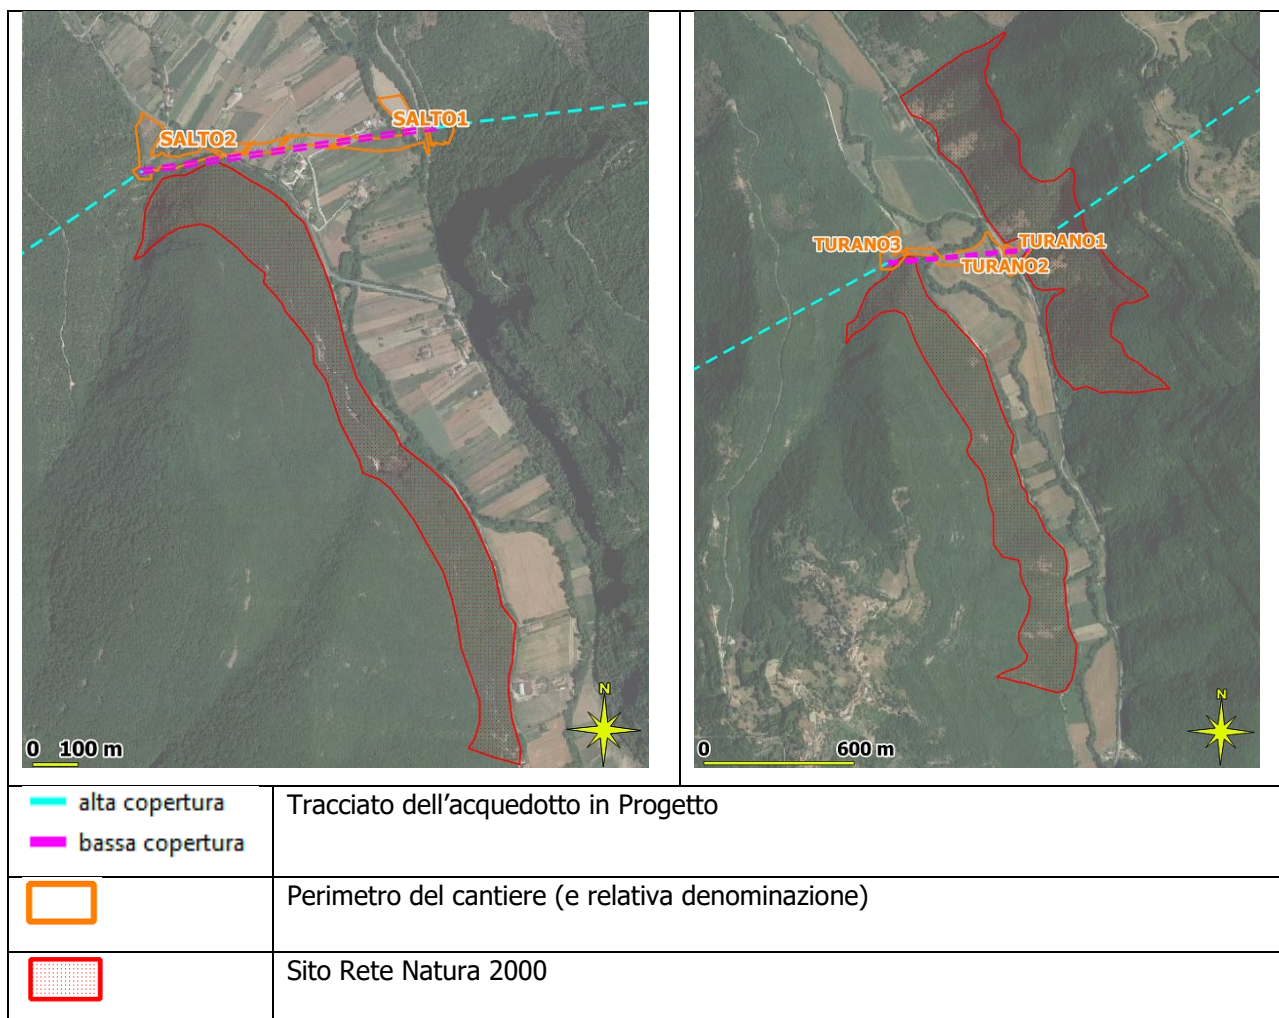 SALTO1
SALTO2
N
0 100 m
TURANO3
TURANO1
TURANO2
N
0 600 m
alta copertura
bassa copertura
Tracciato dell'acquedotto in Progetto
Perimetro del cantiere (e relativa denominazione)
Sito Rete Natura 2000